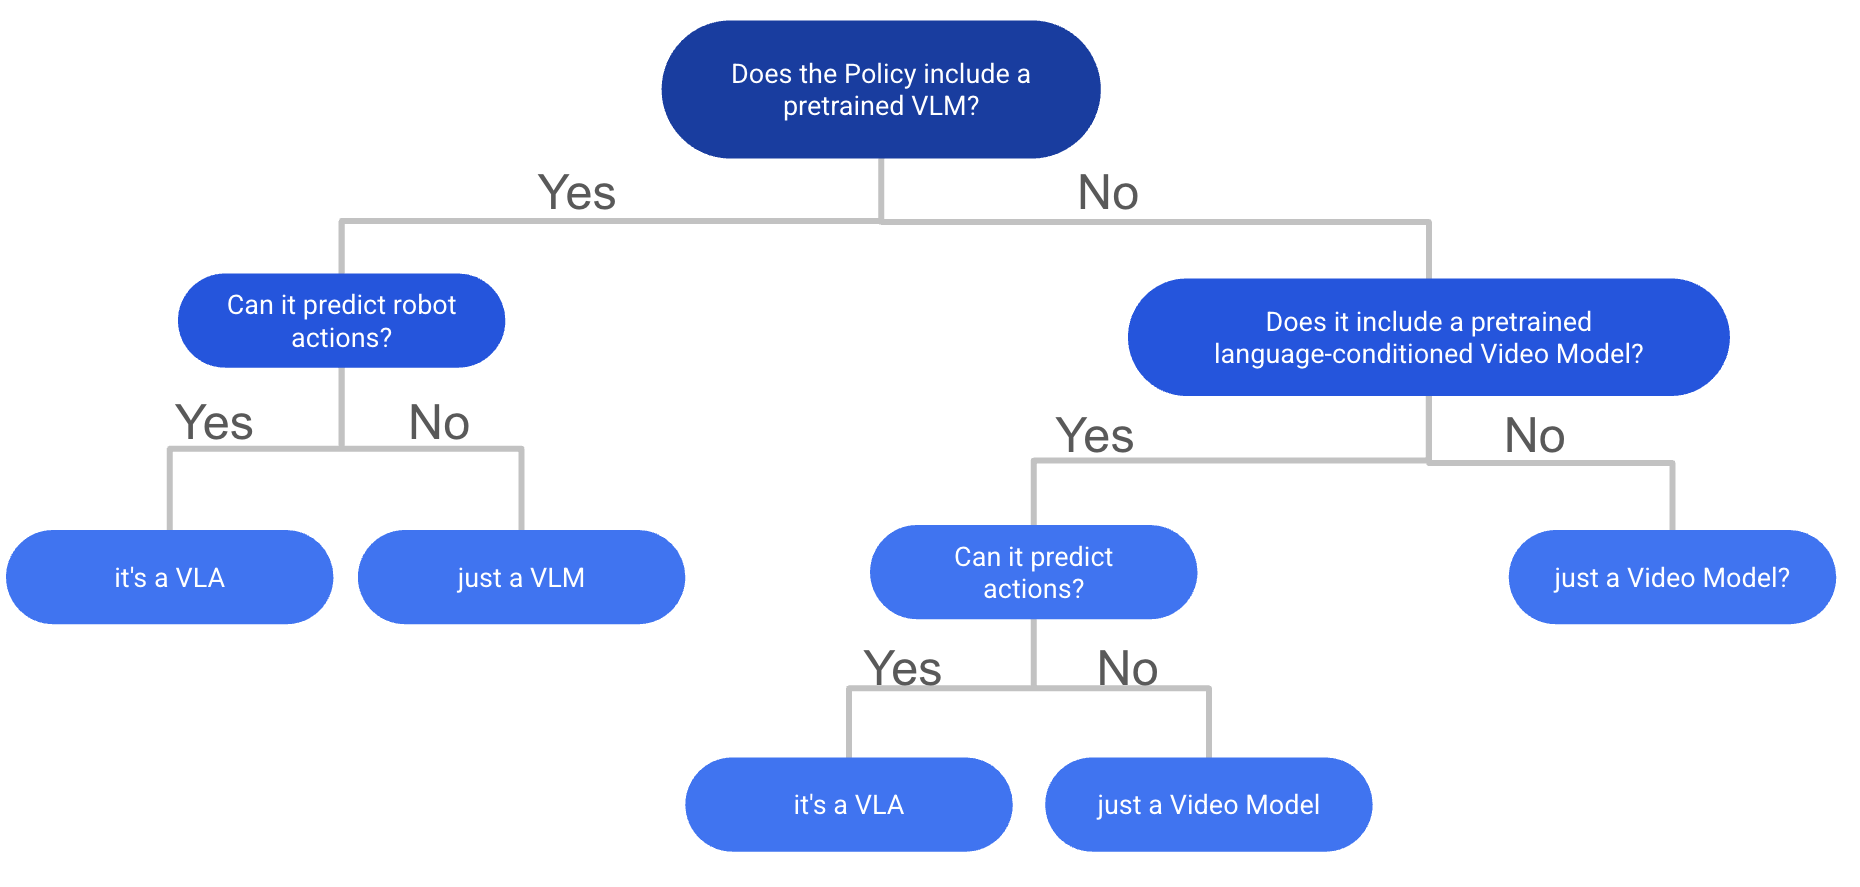 Does the Policy include a
pretrained VLM?
Yes
No
Can it predict robot
actions?
Does it include a pretrained
language-conditioned Video Model?
Yes
No
Yes
No
it's a VLA
just a VLM
Can it predict
actions?
just a Video Model?
Yes
No
it's a VLA
just a Video Model